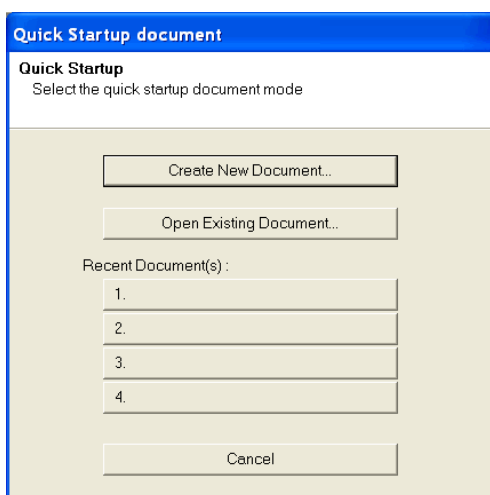 Quick Startup document
Quick Startup
Select the quick startup document mode
Create New Document...
Open Existing Document...
Recent Document(s) :
1.
2.
3.
4.
Cancel